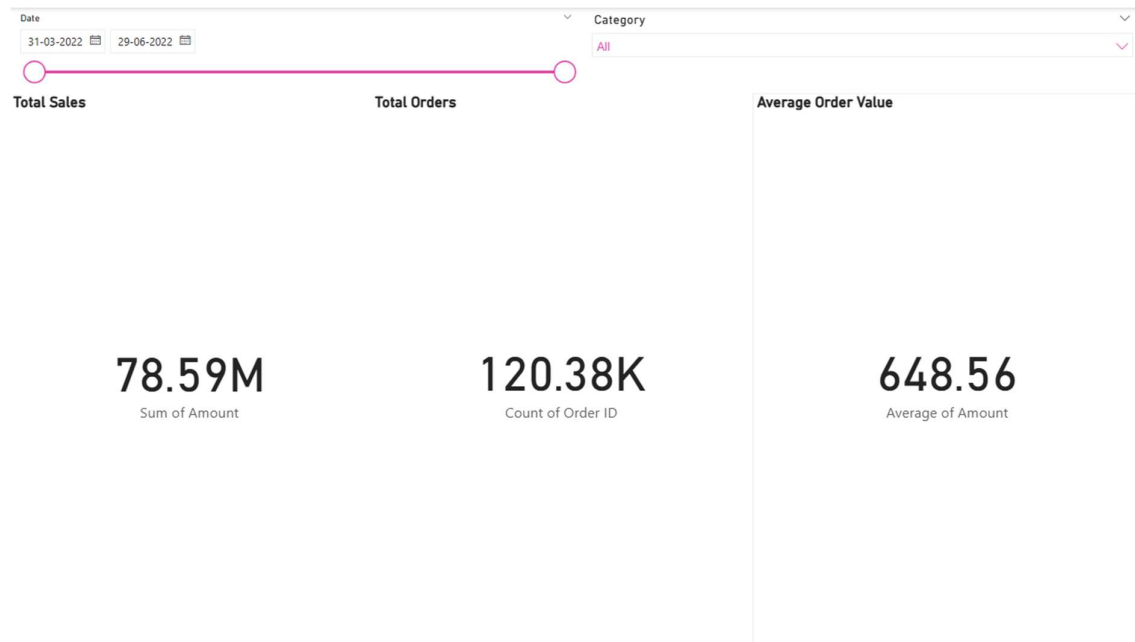 Date
Category
31-03-2022
29-06-2022
All
Total Sales
Total Orders
Average Order Value
78.59M
120.38K
648.56
Sum of Amount
Count of Order ID
Average of Amount